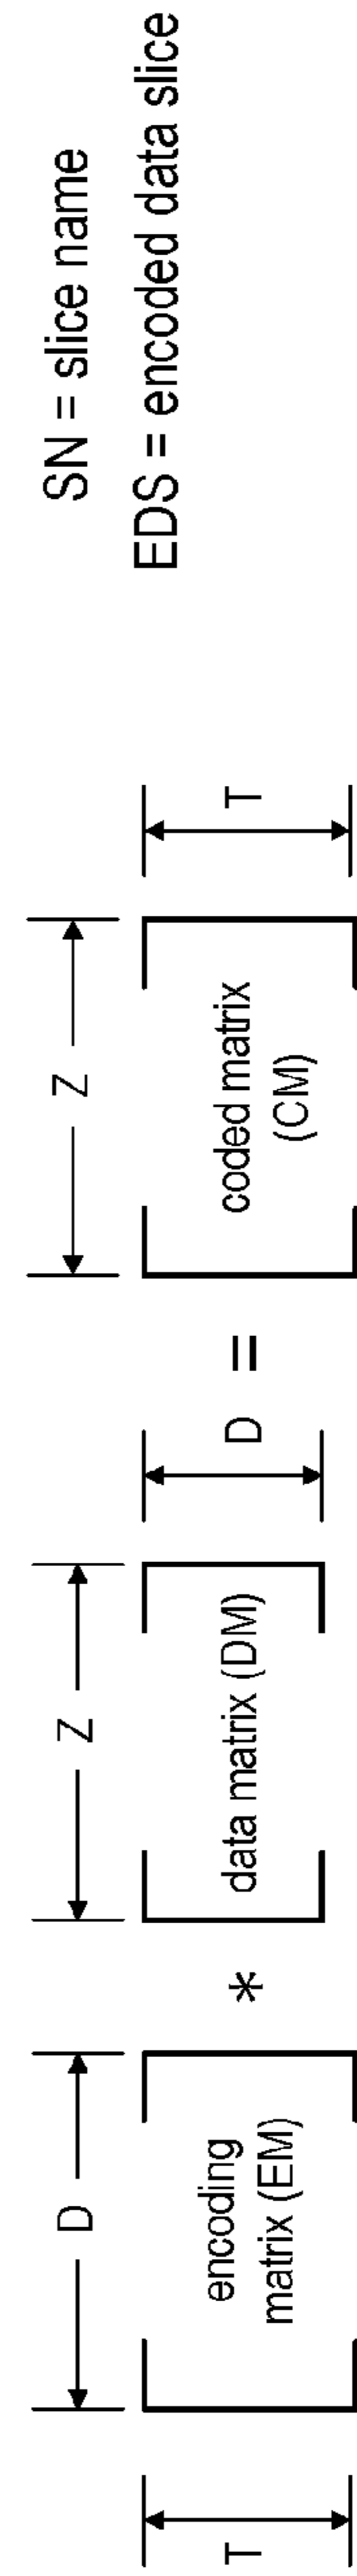 T
D
encoding
matrix (EM)
*
Z
data matrix (DM)
D
=
Z
coded matrix
(CM)
T
SN = slice name
EDS = encoded data slice